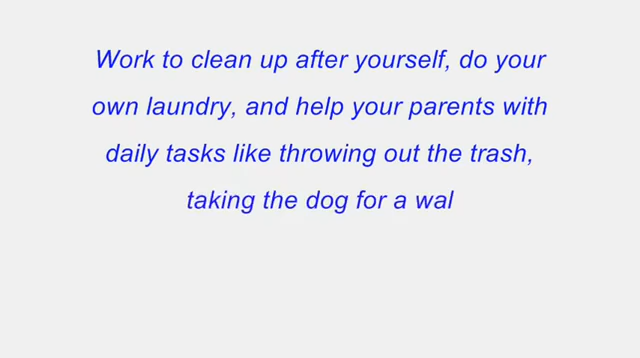 Work to clean up after yourself, do your
own laundry, and help your parents with
daily tasks like throwing out the trash,
taking the dog for a wal